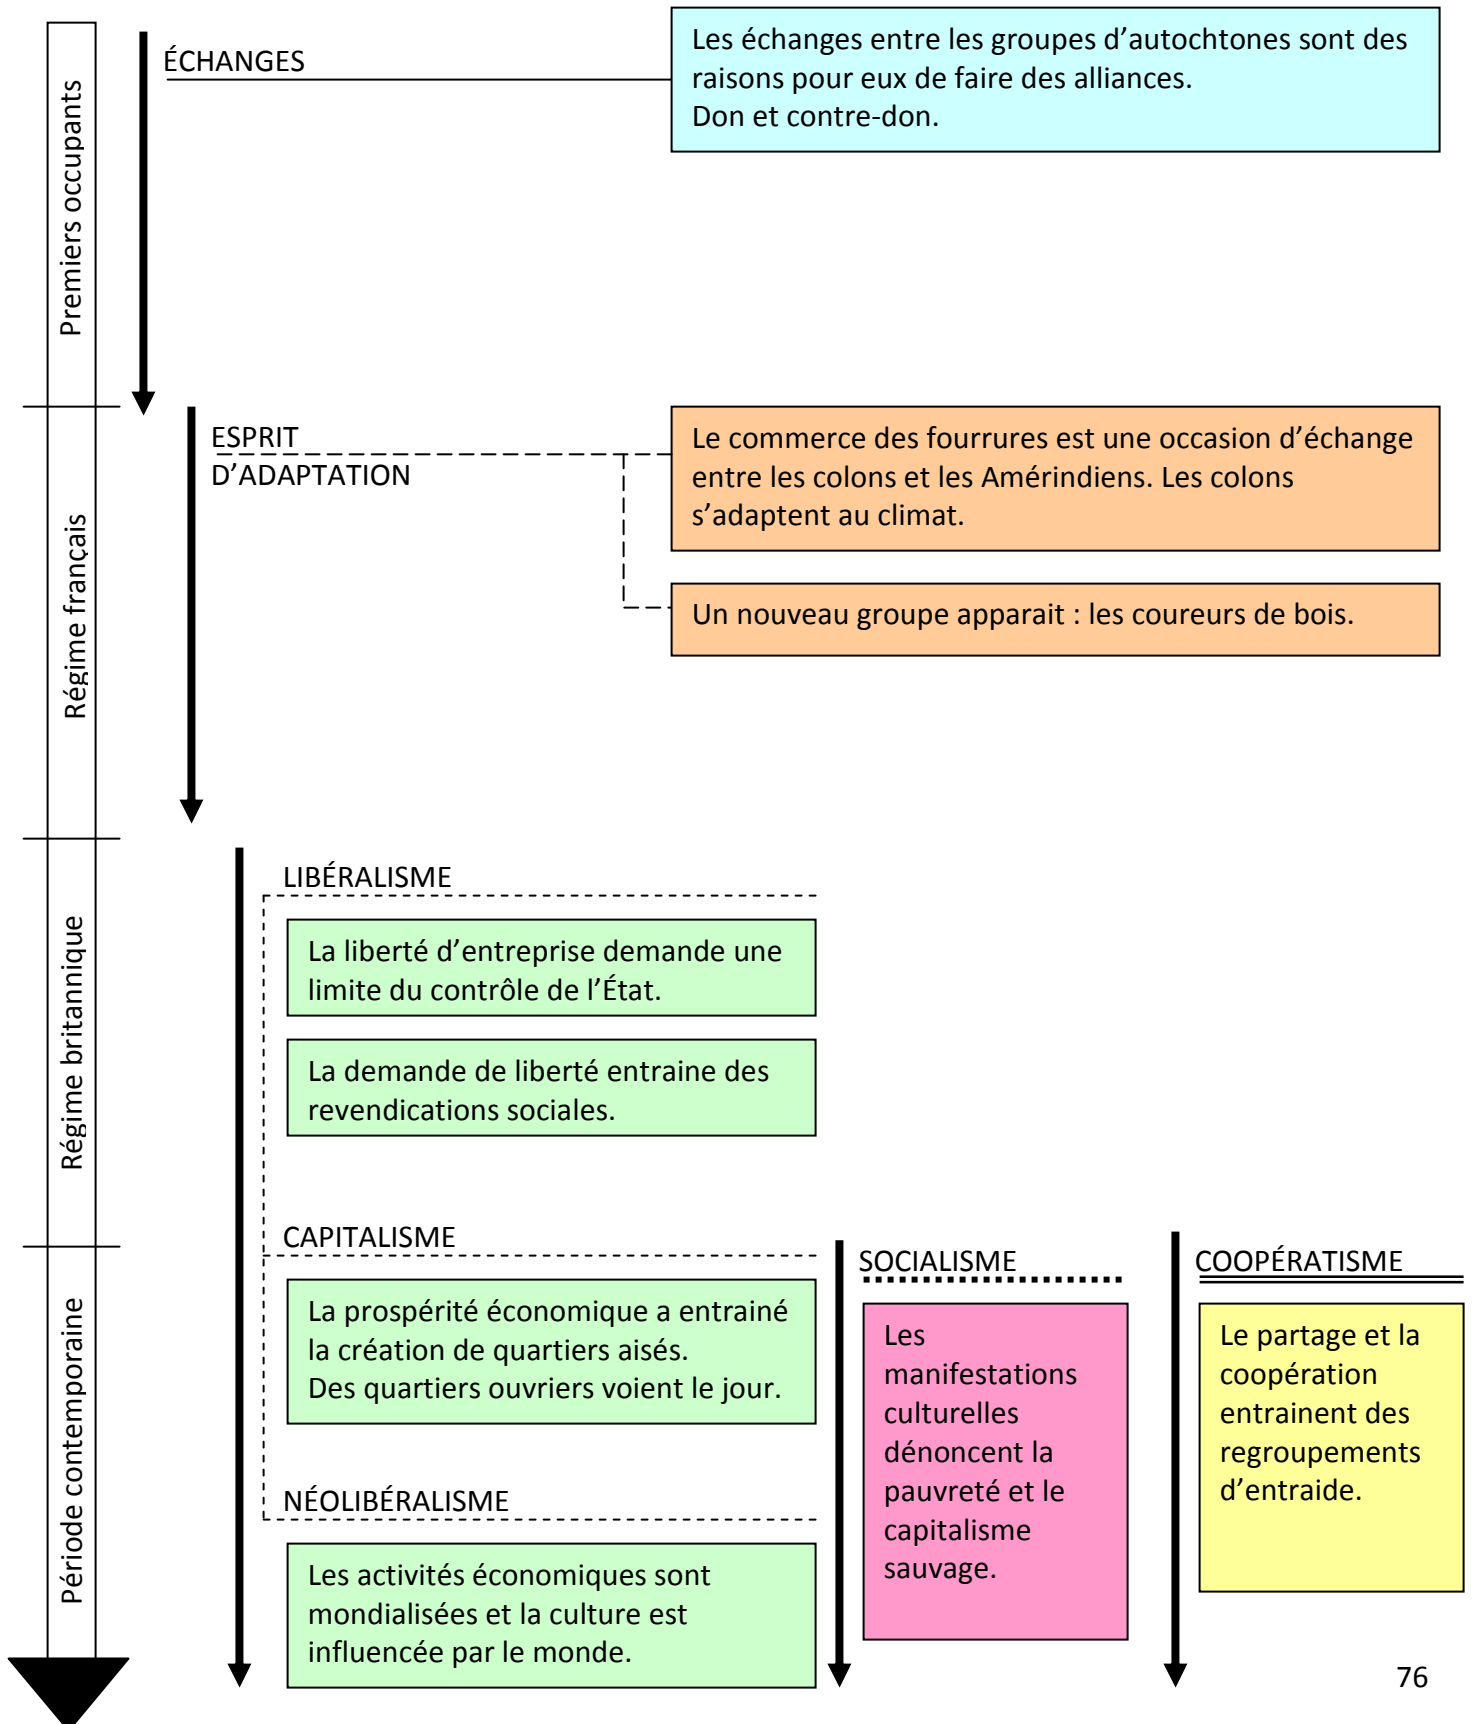 Premiers occupants
ÉCHANGES
Les échanges entre les groupes d’autochtones sont des
raisons pour eux de faire des alliances.
Don et contre-don.
Régime français
ESPRIT
D’ADAPTATION
Le commerce des fourrures est une occasion d’échange
entre les colons et les Amérindiens. Les colons
s’adaptent au climat.
Un nouveau groupe apparait : les coureurs de bois.
Régime britannique
LIBÉRALISME
La liberté d’entreprise demande une
limite du contrôle de l’État.
La demande de liberté entraine des
revendications sociales.
Période contemporaine
CAPITALISME
La prospérité économique a entrainé
la création de quartiers aisés.
Des quartiers ouvriers voient le jour.
NÉOLIBÉRALISME
Les activités économiques sont
mondialisées et la culture est
influencée par le monde.
SOCIALISME
Les
manifestations
culturelles
dénoncent la
pauvreté et le
capitalisme
sauvage.
COOPÉRATISME
Le partage et la
coopération
entrainent des
regroupements
d’entraide.
76